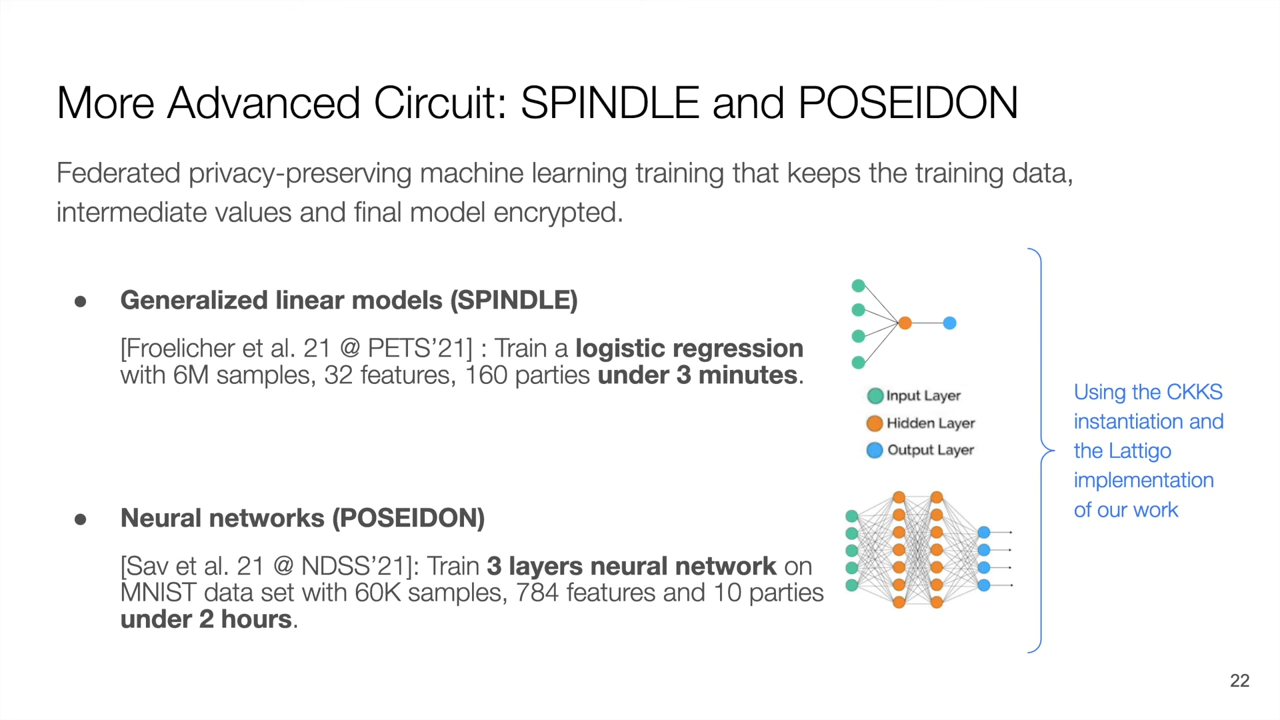 More Advanced Circuit: SPINDLE and POSEIDON
Federated privacy-preserving machine learning training that keeps the training data,
intermediate values and final model encrypted.
● Generalized linear models (SPINDLE)
[Froelicher et al. 21 @ PETS’21] : Train a logistic regression
with 6M samples, 32 features, 160 parties under 3 minutes.
Input Layer
Hidden Layer
Output Layer
● Neural networks (POSEIDON)
[Sav et al. 21 @ NDSS’21]: Train 3 layers neural network on
MNIST data set with 60K samples, 784 features and 10 parties
under 2 hours.
Using the CKKS
instantiation and
the Lattigo
implementation
of our work
22